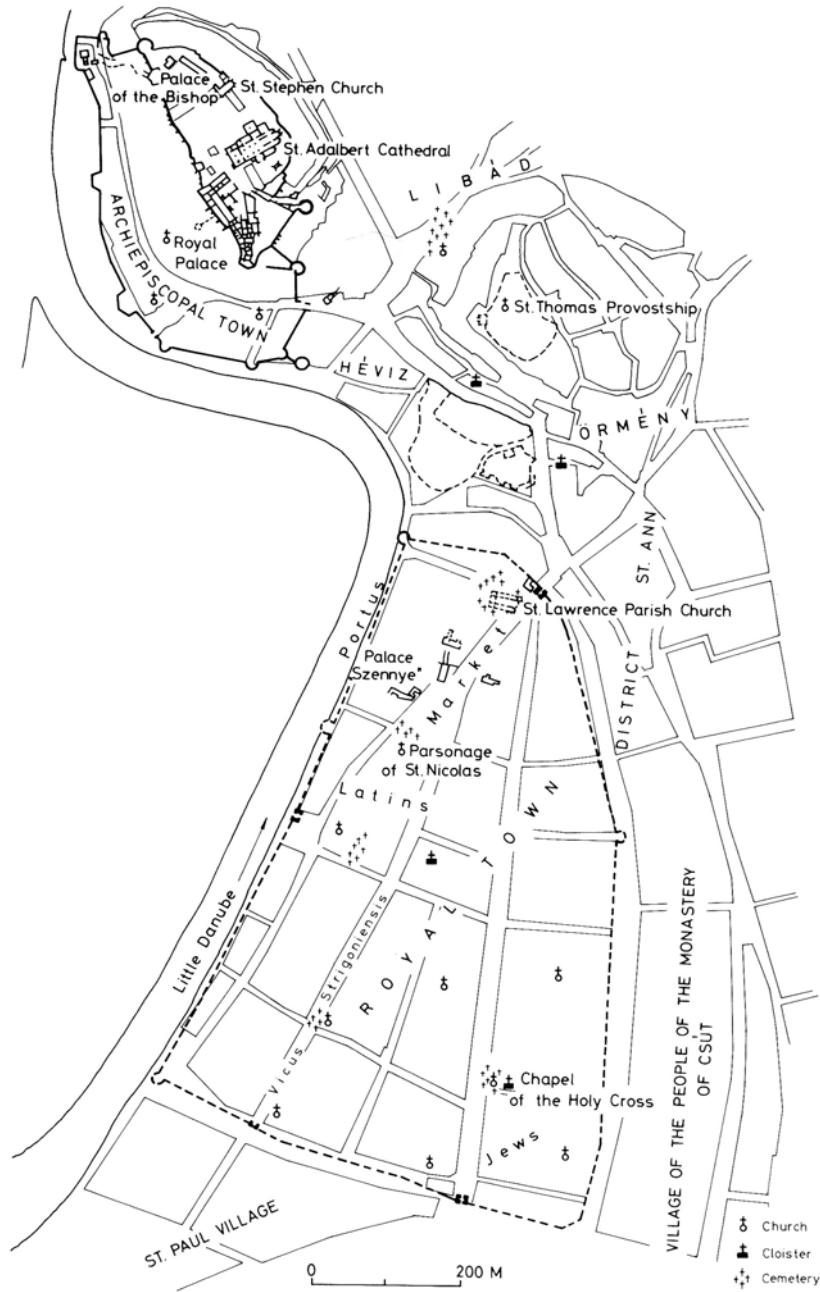 Palace
of the Bishop
St. Stephen Church
St. Adalbert Cathedral
LIBÁD
ARCHIEPISCOPAL TOWN
Royal
Palace
St. Thomas Provostship
HÉVIZ
ÖRMÉNY
Portus
St. Lawrence Parish Church
DISTRICT ST. ANN
Palace
"Szennye"
Market
Parsonage
of St. Nicolas
Latins
ROYAL TOWN
Little Danube
Vicus Strigoniensis
Chapel
of the Holy Cross
Jews
VILLAGE OF THE PEOPLE OF THE MONASTERY
OF CSÚT
ST. PAUL VILLAGE
Church
Cloister
Cemetery
0 200 M